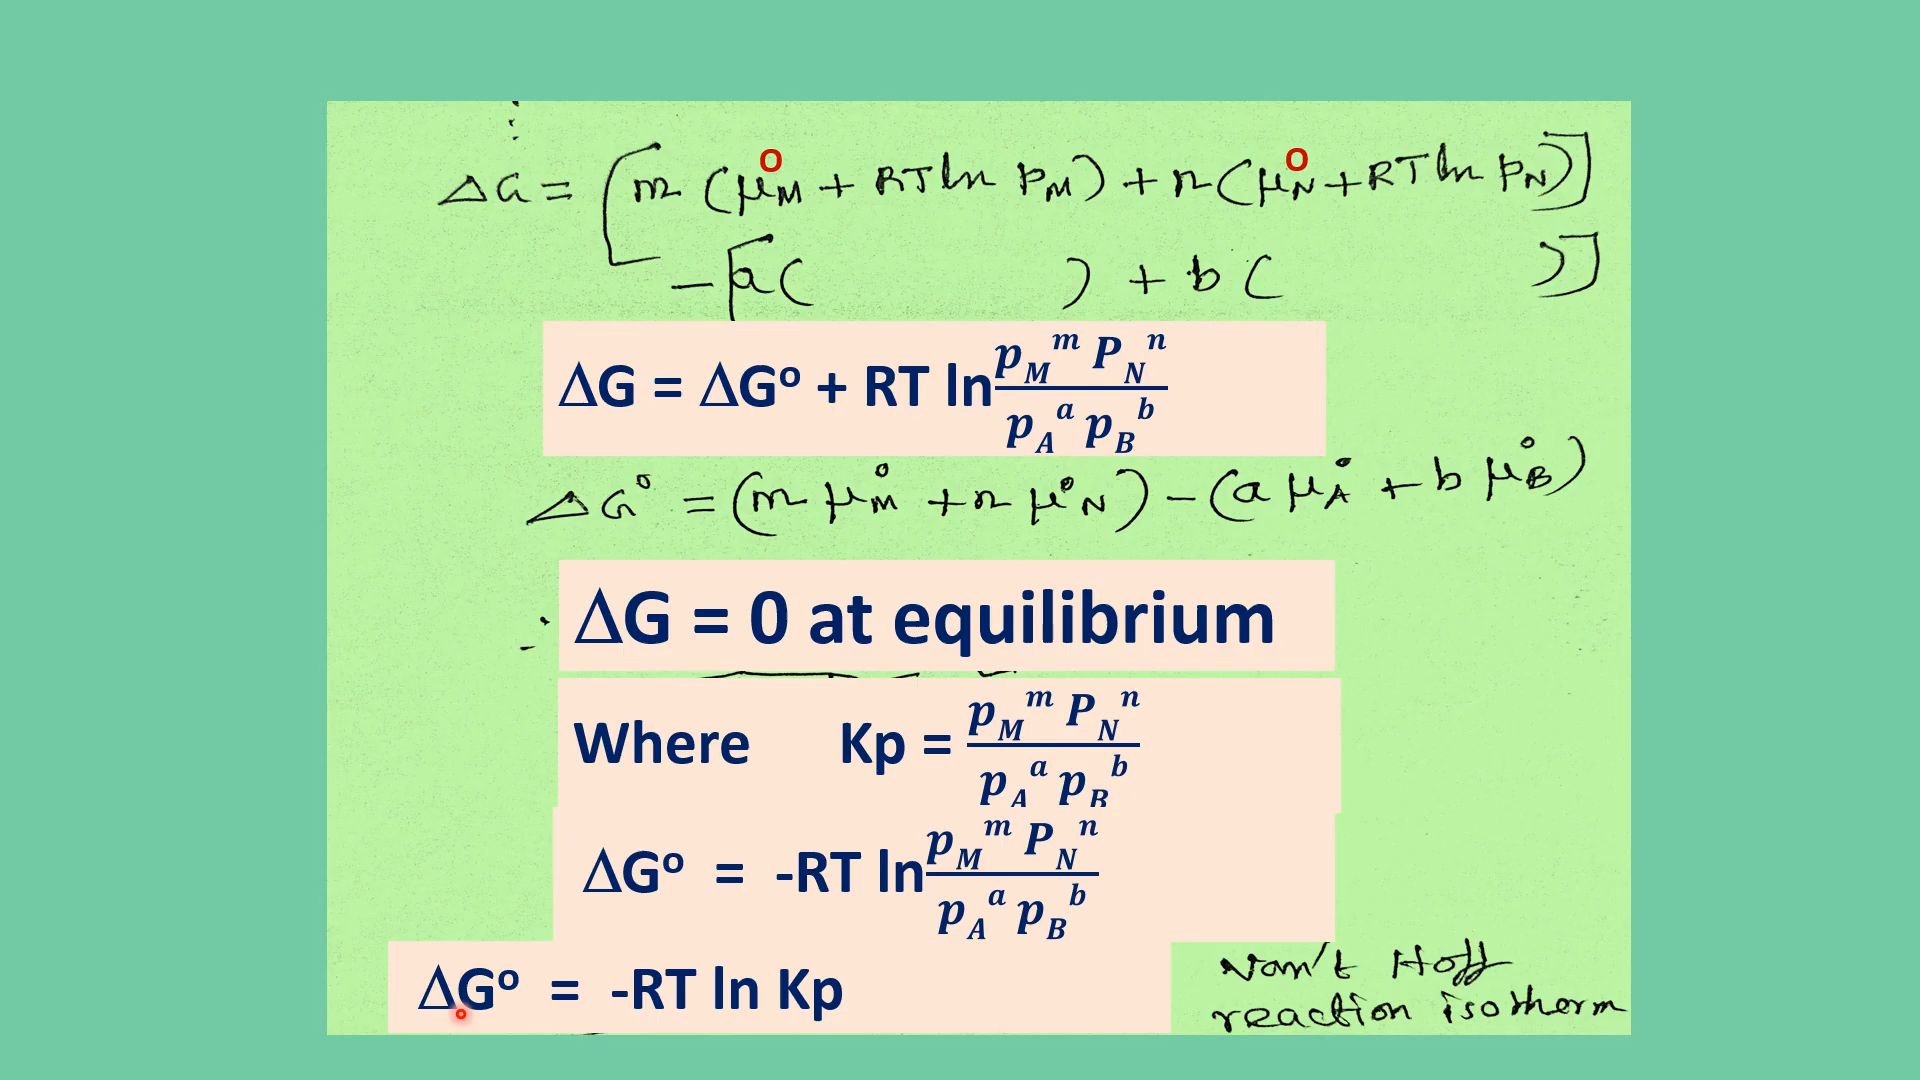 ΔG = [m (μ°M + RT ln pM) + n (μ°N + RT ln pN)]
- [a ( ) + b ( )]
ΔG = ΔG° + RT ln pM^m PN^n / pA^a pB^b
ΔG° = (m μ°M + n μ°N) - (a μ°A + b μ°B)
ΔG = 0 at equilibrium
Where Kp = pM^m PN^n / pA^a pB^b
ΔG° = -RT ln pM^m PN^n / pA^a pB^b
ΔG° = -RT ln Kp
Van't Hoff
reaction isotherm